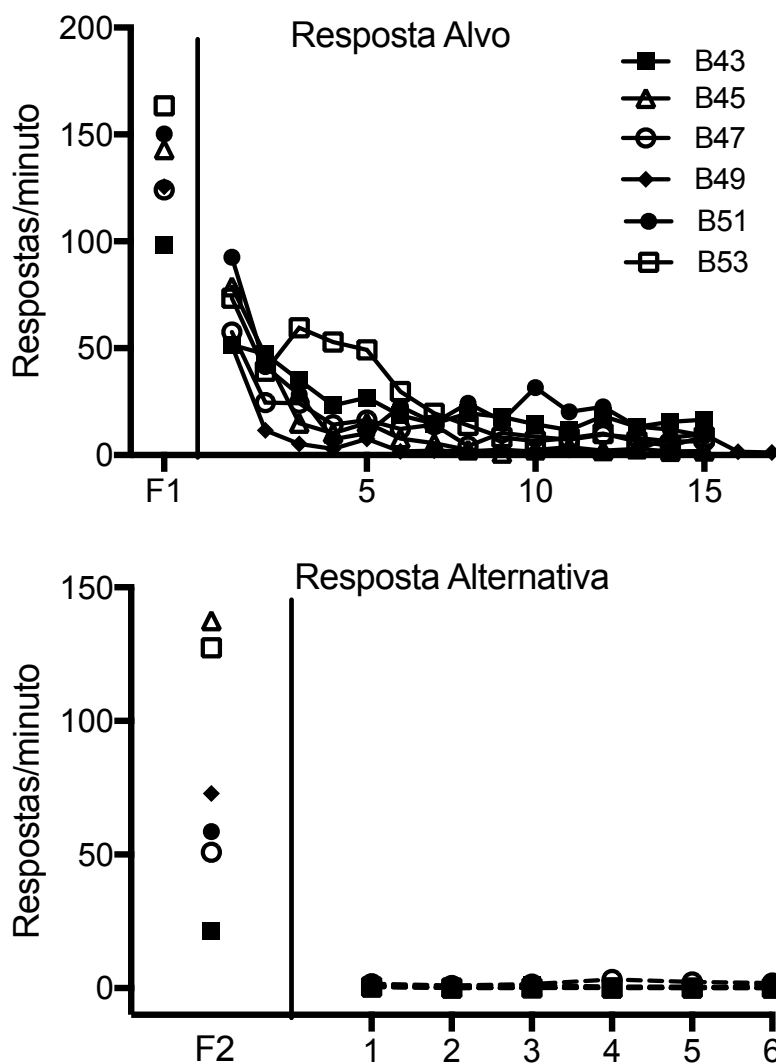 Resposta Alvo
Respostas/minuto
200
150
100
50
0
F1
5
10
15
B43
B45
B47
B49
B51
B53
Resposta Alternativa
Respostas/minuto
150
100
50
0
F2
1
2
3
4
5
6